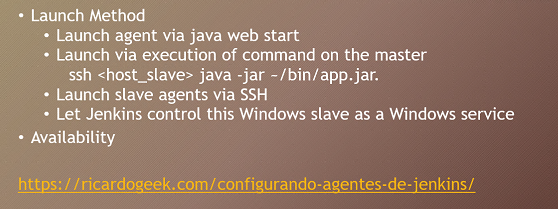 • Launch Method
• Launch agent via java web start
• Launch via execution of command on the master
ssh <host_slave> java -jar ~/bin/app.jar.
• Launch slave agents via SSH
• Let Jenkins control this Windows slave as a Windows service
• Availability
https://ricardogeek.com/configurando-agentes-de-jenkins/